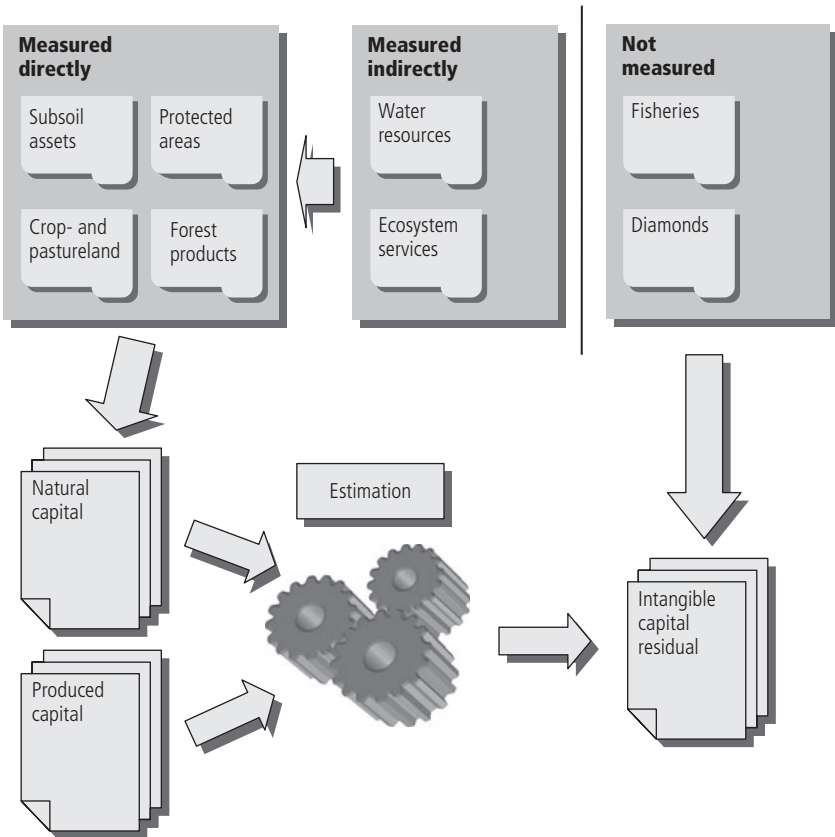 Measured
directly
Subsoil
assets
Protected
areas
Crop- and
pastureland
Forest
products
Measured
indirectly
Water
resources
Ecosystem
services
Not
measured
Fisheries
Diamonds
Natural
capital
Estimation
Produced
capital
Intangible
capital
residual